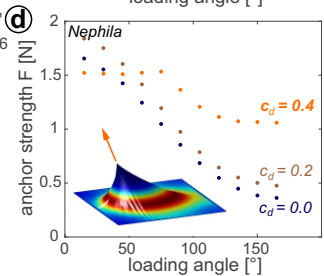 loading angle [°]
6
d
Nephila
anchor strength F [N]
2
1.5
1
0.5
0
c_d = 0.4
c_d = 0.2
c_d = 0.0
0 50 100 150
loading angle [°]